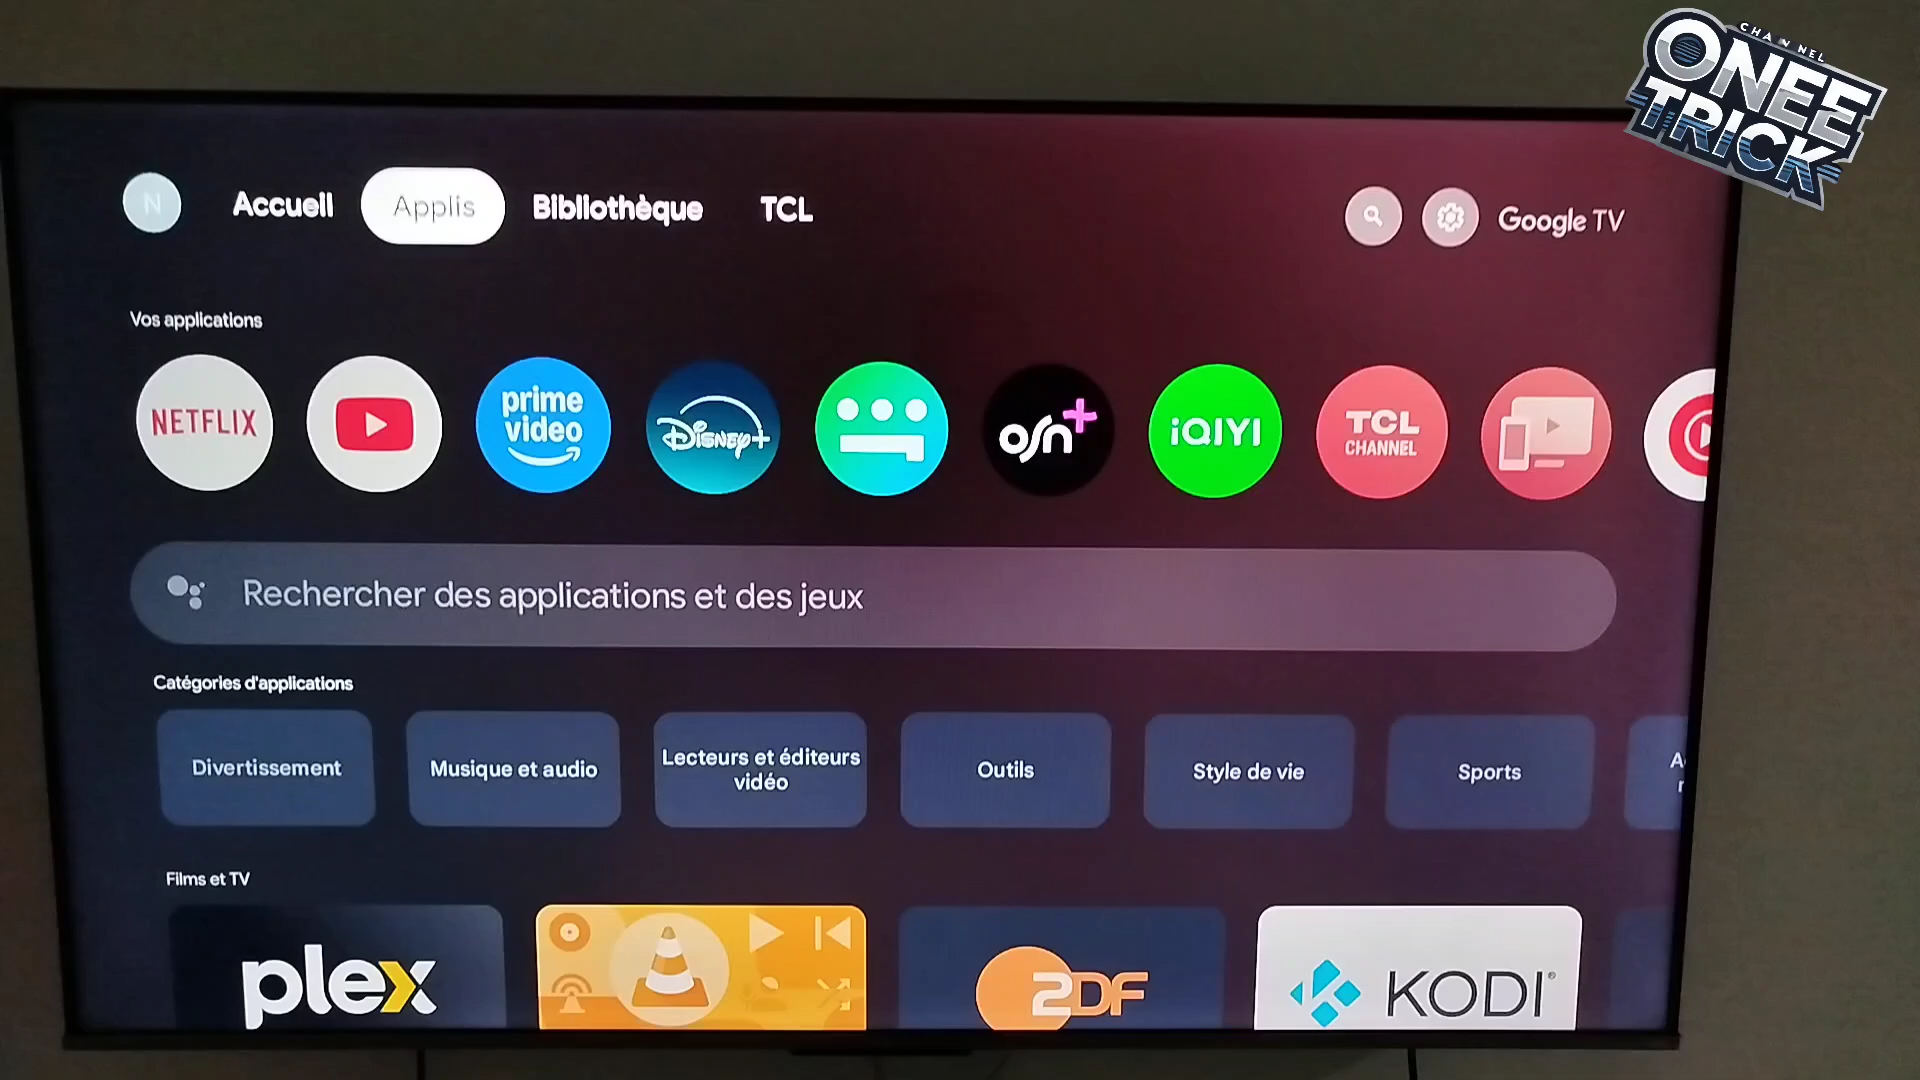 CHANNEL
ONEE
TRICK
N
Accueil
Applis
Bibliothèque
TCL
Google TV
Vos applications
NETFLIX
prime video
Disney+
osn+
iQIYI
TCL CHANNEL
Rechercher des applications et des jeux
Catégories d'applications
Divertissement
Musique et audio
Lecteurs et éditeurs
vidéo
Outils
Style de vie
Sports
Films et TV
plex
ZDF
KODI